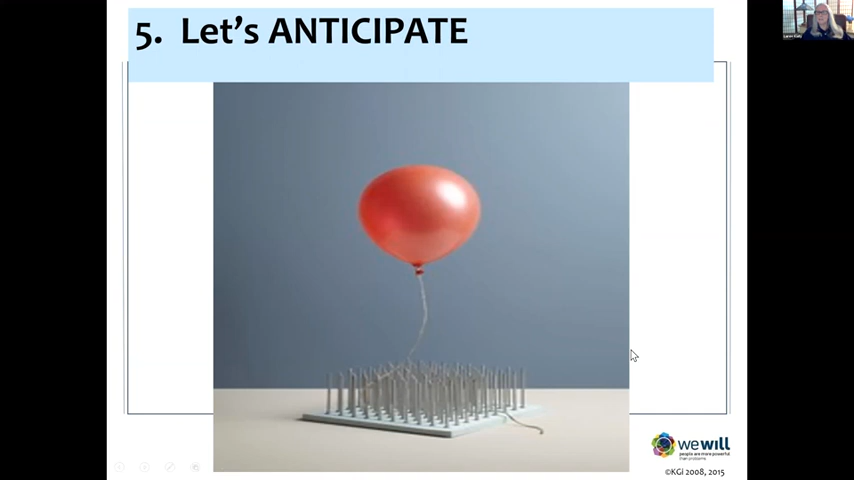 5. Let's ANTICIPATE
we will
people are more powerful
than problems
©KGi 2008, 2015